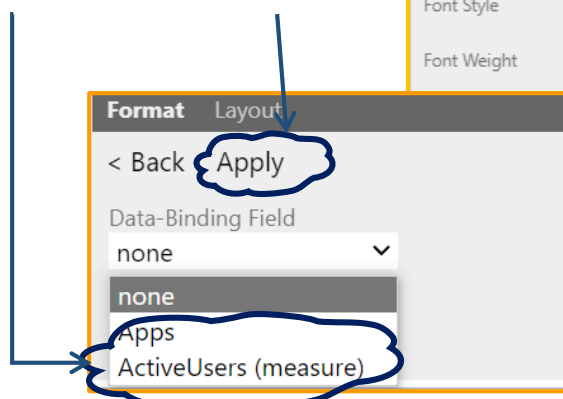 Font Style
Font Weight
Format Layout
< Back Apply
Data-Binding Field
none
none
Apps
ActiveUsers (measure)